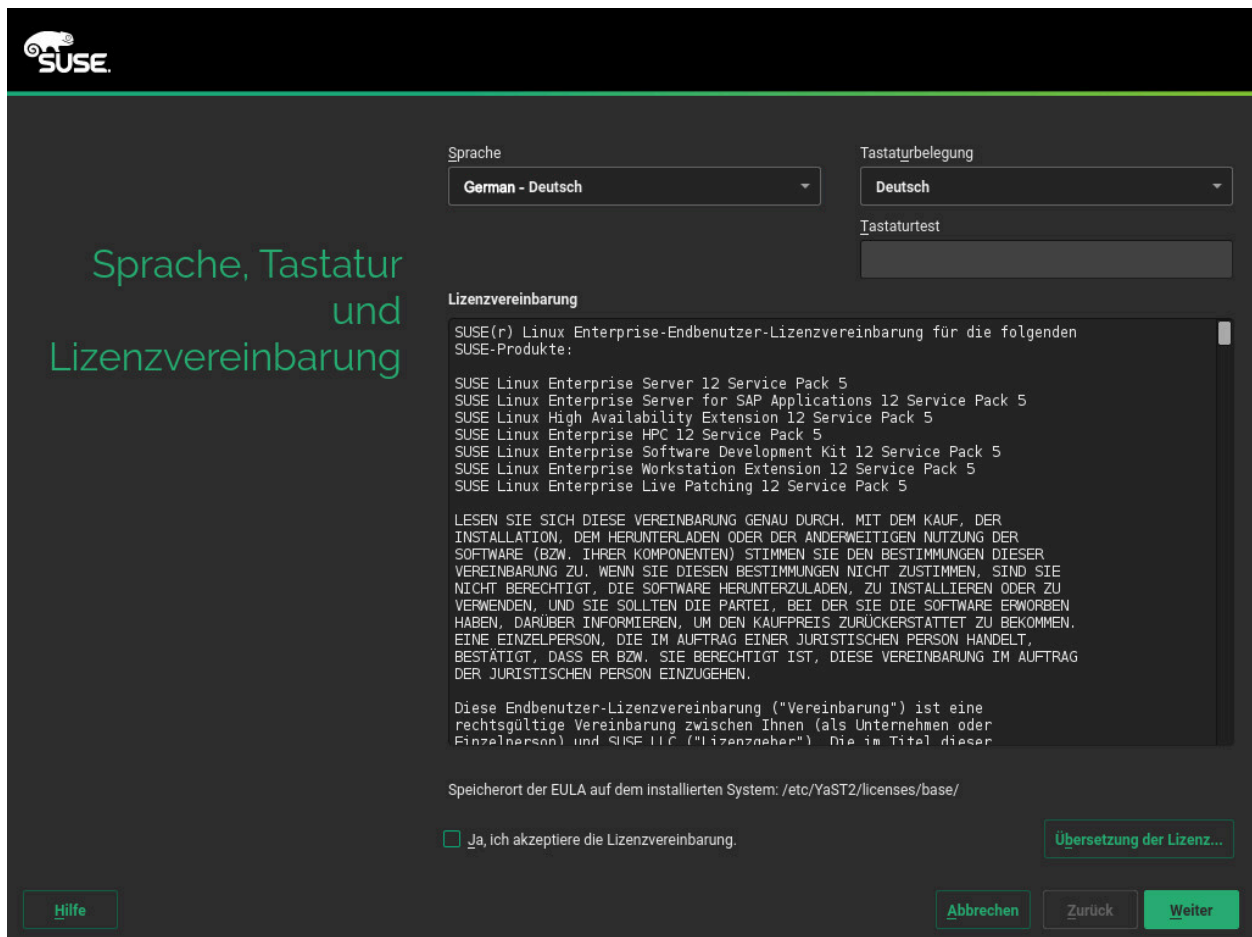 SUSE.
Sprache, Tastatur
und
Lizenzvereinbarung
Sprache
German - Deutsch
Tastaturbelegung
Deutsch
Tastaturtest
Lizenzvereinbarung
SUSE(r) Linux Enterprise-Endbenutzer-Lizenzvereinbarung für die folgenden
SUSE-Produkte:
SUSE Linux Enterprise Server 12 Service Pack 5
SUSE Linux Enterprise Server for SAP Applications 12 Service Pack 5
SUSE Linux High Availability Extension 12 Service Pack 5
SUSE Linux Enterprise HPC 12 Service Pack 5
SUSE Linux Enterprise Software Development Kit 12 Service Pack 5
SUSE Linux Enterprise Workstation Extension 12 Service Pack 5
SUSE Linux Enterprise Live Patching 12 Service Pack 5
LESEN SIE SICH DIESE VEREINBARUNG GENAU DURCH. MIT DEM KAUF, DER
INSTALLATION, DEM HERUNTERLADEN ODER DER ANDERWEITIGEN NUTZUNG DER
SOFTWARE (BZW. IHRER KOMPONENTEN) STIMMEN SIE DEN BESTIMMUNGEN DIESER
VEREINBARUNG ZU. WENN SIE DIESEN BESTIMMUNGEN NICHT ZUSTIMMEN, SIND SIE
NICHT BERECHTIGT, DIE SOFTWARE HERUNTERZULADEN, ZU INSTALLIEREN ODER ZU
VERWENDEN, UND SIE SOLLTEN DIE PARTEI, BEI DER SIE DIE SOFTWARE ERWORBEN
HABEN, DARÜBER INFORMIEREN, UM DEN KAUFPREIS ZURÜCKERSTATTET ZU BEKOMMEN.
EINE EINZELPERSON, DIE IM AUFTRAG EINER JURISTISCHEN PERSON HANDELT,
BESTÄTIGT, DASS ER BZW. SIE BERECHTIGT IST, DIESE VEREINBARUNG IM AUFTRAG
DER JURISTISCHEN PERSON EINZUGEHEN.
Diese Endbenutzer-Lizenzvereinbarung ("Vereinbarung") ist eine
rechtsgültige Vereinbarung zwischen Ihnen (als Unternehmen oder
Einzelperson) und SUSE LLC ("Lizenzgeber"). Die im Titel dieser
Speicherort der EULA auf dem installierten System: /etc/YaST2/licenses/base/
Ja, ich akzeptiere die Lizenzvereinbarung.
Übersetzung der Lizenz...
Hilfe
Abbrechen
Zurück
Weiter